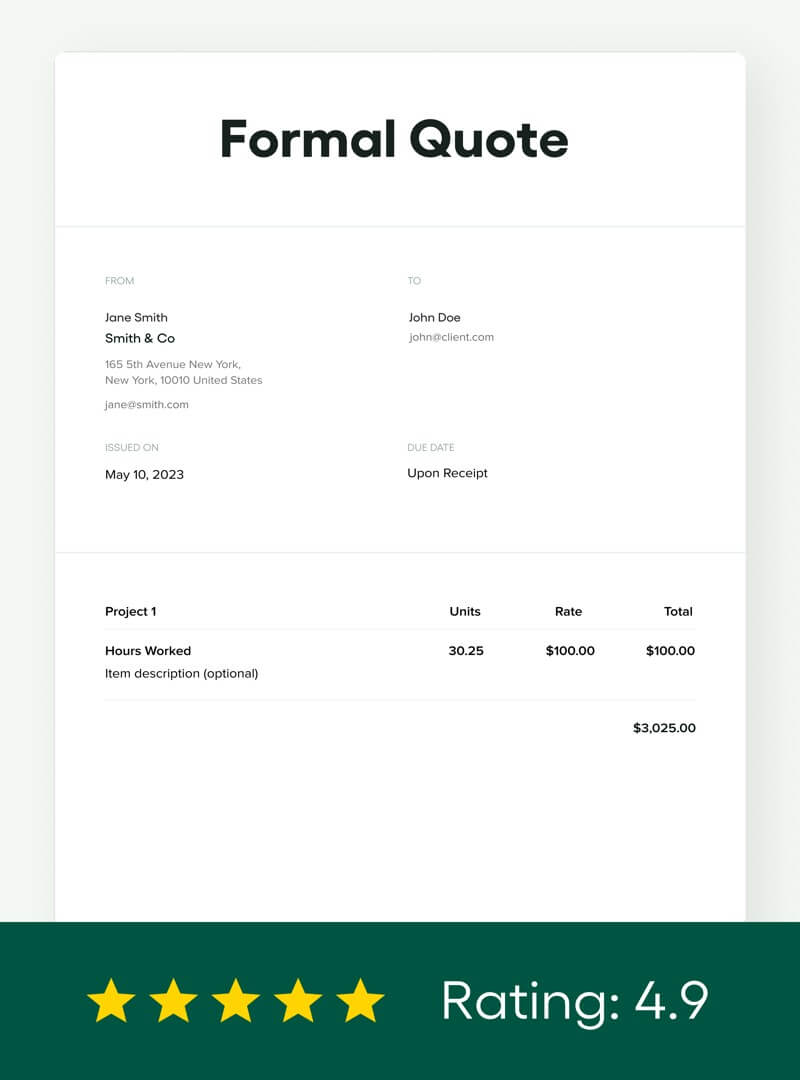 Formal Quote
FROM
Jane Smith
Smith & Co
165 5th Avenue New York,
New York, 10010 United States
jane@smith.com
TO
John Doe
john@client.com
ISSUED ON
May 10, 2023
DUE DATE
Upon Receipt
Project 1 Units Rate Total
Hours Worked 30.25 $100.00 $100.00
Item description (optional)
$3,025.00
Rating: 4.9